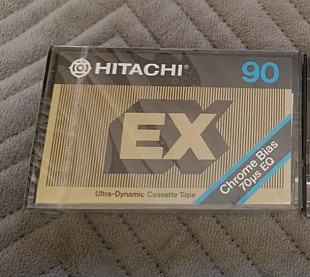 HITACHI 90
EX
Chrome Bias
70µs EQ
Ultra-Dynamic Cassette Tape